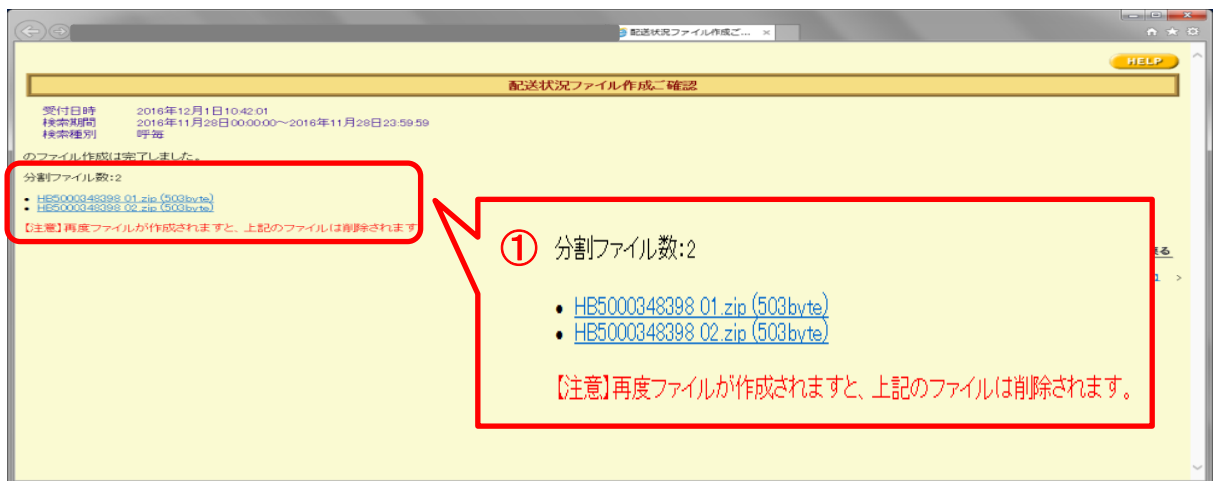 配送状況ファイル作成ご... ×
HELP
配送状況ファイル作成ご確認
受付日時 2016年12月1日10:42:01
検索期間 2016年11月28日00:00:00～2016年11月28日23:59:59
検索種別 呼毎
のファイル作成は完了しました。
分割ファイル数:2
• HB5000348398_01.zip (503byte)
• HB5000348398_02.zip (503byte)
【注意】再度ファイルが作成されますと、上記のファイルは削除されます
①
分割ファイル数:2
• HB5000348398_01.zip (503byte)
• HB5000348398_02.zip (503byte)
【注意】再度ファイルが作成されますと、上記のファイルは削除されます。
る
1 >